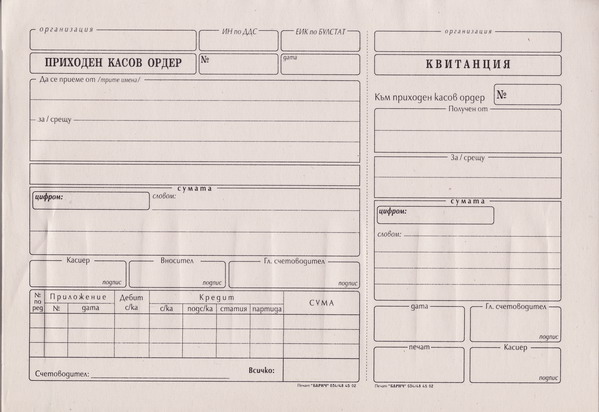 организация
ИН по ДДС
ЕИК по БУЛСТАТ
ПРИХОДЕН КАСОВ ОРДЕР
№
дата
Да се приеме от /трите имена/
за / срещу
сумата
цифром:
словом:
Касиер
Вносител
Гл. счетоводител
подпис
подпис
подпис
№ по ред
Приложение
Дебит с/ка
Кредит
СУМА
№
дата
с/ка
подс/ка
статия
партида
Счетоводител:
Всичко:
организация
КВИТАНЦИЯ
Към приходен касов ордер
№
Получен от
За / срещу
сумата
цифром:
словом:
дата
Гл. счетоводител
подпис
печат
Касиер
подпис